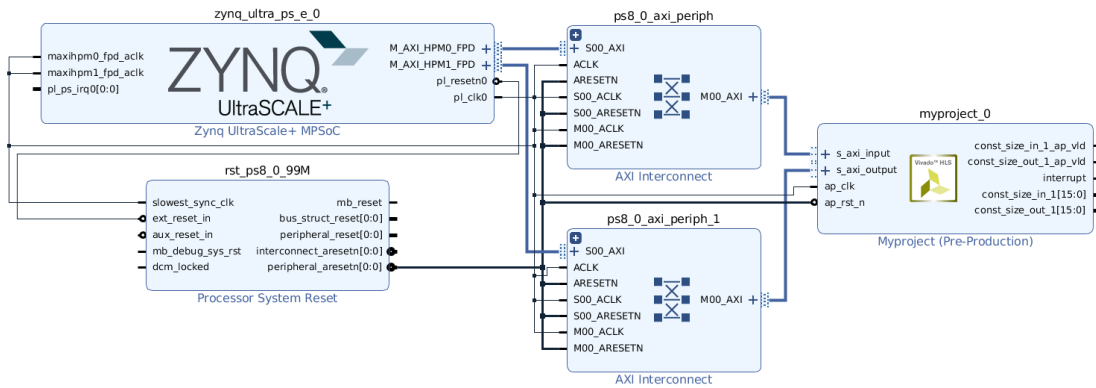 zynq_ultra_ps_e_0
maxihpm0_fpd_aclk
maxihpm1_fpd_aclk
pl_ps_irq0[0:0]
ZYNQ
UltraSCALE+
M_AXI_HPM0_FPD
M_AXI_HPM1_FPD
pl_resetn0
pl_clk0
Zynq UltraScale+ MPSoC
rst_ps8_0_99M
slowest_sync_clk
ext_reset_in
aux_reset_in
mb_debug_sys_rst
dcm_locked
mb_reset
bus_struct_reset[0:0]
peripheral_reset[0:0]
interconnect_aresetn[0:0]
peripheral_aresetn[0:0]
Processor System Reset
ps8_0_axi_periph
S00_AXI
ACLK
ARESETN
S00_ACLK
S00_ARESETN
M00_ACLK
M00_ARESETN
M00_AXI
AXI Interconnect
ps8_0_axi_periph_1
S00_AXI
ACLK
ARESETN
S00_ACLK
S00_ARESETN
M00_ACLK
M00_ARESETN
M00_AXI
AXI Interconnect
myproject_0
s_axi_input
s_axi_output
ap_clk
ap_rst_n
Vivado™ HLS
const_size_in_1_ap_vld
const_size_out_1_ap_vld
interrupt
const_size_in_1[15:0]
const_size_out_1[15:0]
Myproject (Pre-Production)